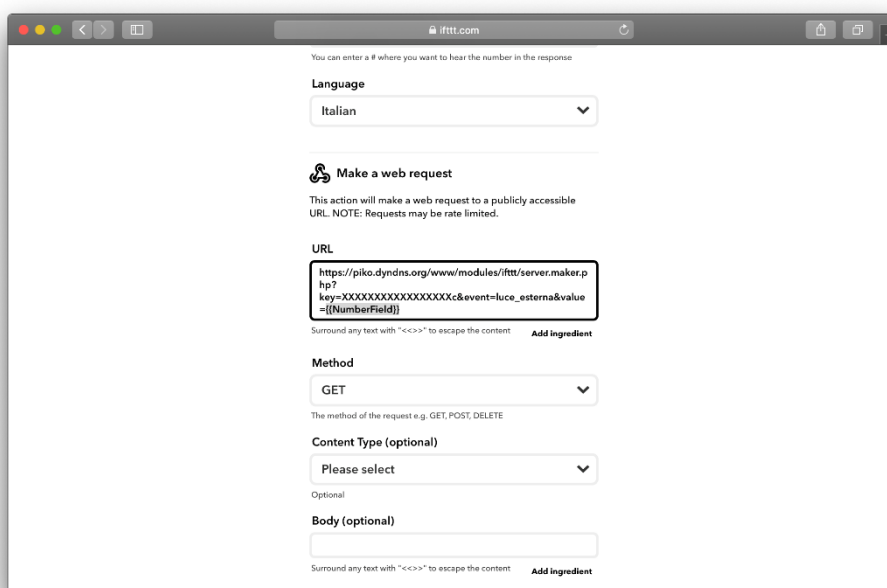 ifttt.com
You can enter a # where you want to hear the number in the response
Language
Italian
Make a web request
This action will make a web request to a publicly accessible
URL. NOTE: Requests may be rate limited.
URL
https://piko.dyndns.org/www/modules/ifttt/server.maker.p
hp?
key=XXXXXXXXXXXXXXXXXc&event=luce_esterna&value
={{NumberField}}
Surround any text with "<<>>" to escape the content
Add ingredient
Method
GET
The method of the request e.g. GET, POST, DELETE
Content Type (optional)
Please select
Optional
Body (optional)
Surround any text with "<<>>" to escape the content
Add ingredient